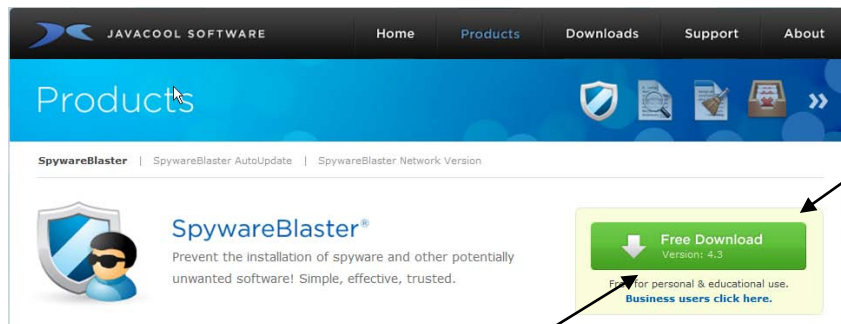 JAVACOOL SOFTWARE Home Products Downloads Support About
Products
SpywareBlaster | SpywareBlaster AutoUpdate | SpywareBlaster Network Version
SpywareBlaster®
Prevent the installation of spyware and other potentially
unwanted software! Simple, effective, trusted.
Free Download
Version: 4.3
Free for personal & educational use.
Business users click here.